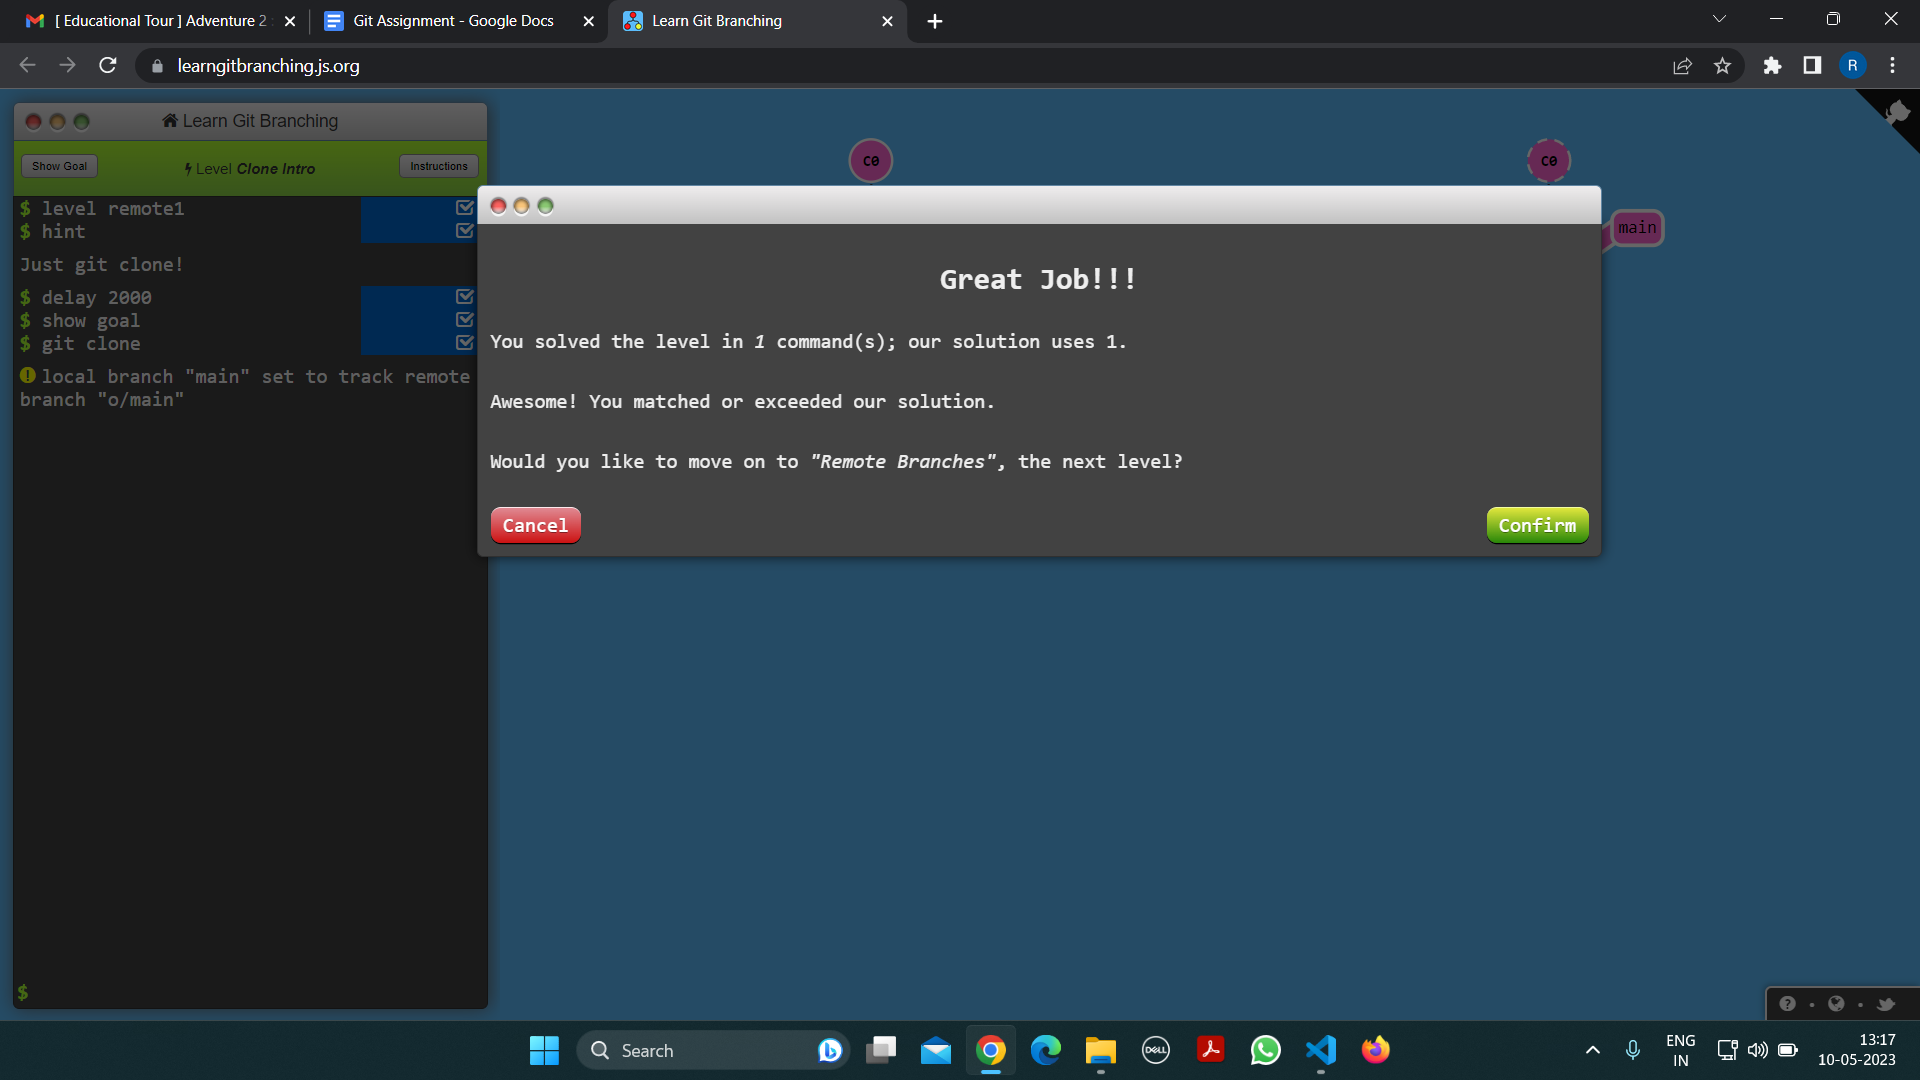 [ Educational Tour ] Adventure 2
Git Assignment - Google Docs
Learn Git Branching
learngitbranching.js.org
R
Learn Git Branching
Show Goal
Level Clone Intro
Instructions
$ level remote1
$ hint
Just git clone!
$ delay 2000
$ show goal
$ git clone
local branch "main" set to track remote
branch "o/main"
$
C0
C0
main
Great Job!!!
You solved the level in 1 command(s); our solution uses 1.
Awesome! You matched or exceeded our solution.
Would you like to move on to "Remote Branches", the next level?
Cancel
Confirm
Search
DELL
ENG
IN
13:17
10-05-2023